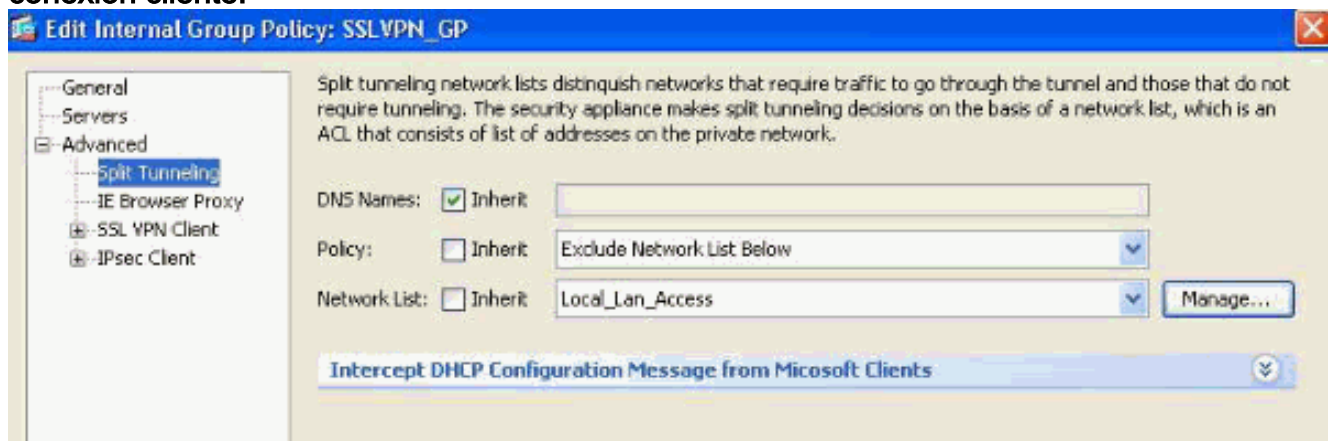 conexión cliente.
Edit Internal Group Policy: SSLVPN_GP
General
Servers
Advanced
Split Tunneling
IE Browser Proxy
SSL VPN Client
IPsec Client
Split tunneling network lists distinguish networks that require traffic to go through the tunnel and those that do not
require tunneling. The security appliance makes split tunneling decisions on the basis of a network list, which is an
ACL that consists of list of addresses on the private network.
DNS Names: Inherit
Policy: Inherit Exclude Network List Below
Network List: Inherit Local_Lan_Access Manage...
Intercept DHCP Configuration Message from Micosoft Clients